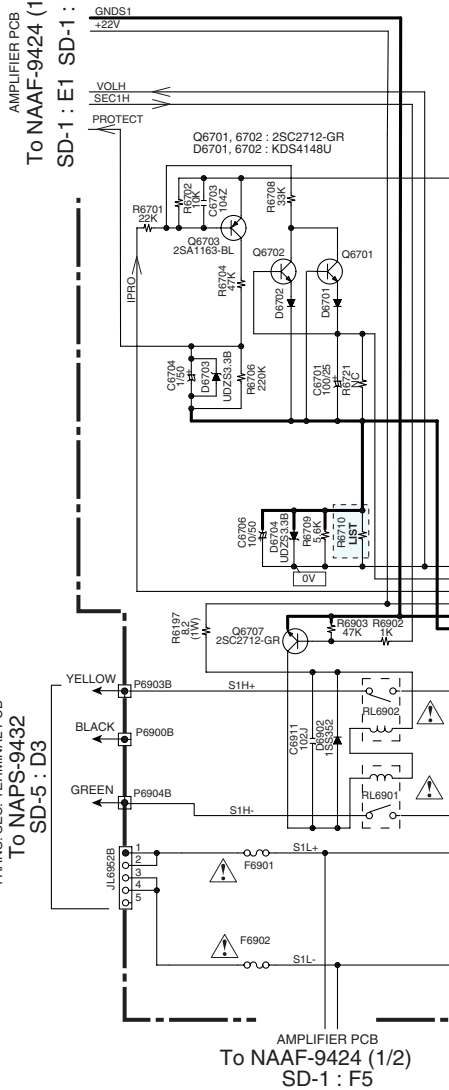 AMPLIFIER PCB
To NAAF-9424 (1
SD-1 : E1 SD-1 :
GNDS1
+22V
VOLH
SEC1H
PROTECT
Q6701, 6702 : 2SC2712-GR
D6701, 6702 : KDS4148U
R6701
22K
R6702
10K
C6703
104Z
R6708
33K
Q6703
2SA1163-BL
Q6702
Q6701
IPRO
R6704
47K
D6702
D6701
C6704
1/50
D6703
UDZS3.3B
R6706
220K
C6701
100/25
R6721
N/C
C6706
10/50
D6704
UDZS3.3B
R6709
5.6K
R6710
LIST
0V
R6197
8.2
(1W)
Q6707
2SC2712-GR
R6903
47K
R6902
1K
YELLOW
P6903B
S1H+
RL6902
BLACK
P6900B
C6911
102J
D6902
1SS352
GREEN
P6904B
S1H-
RL6901
To NAPS-9432
SD-5 : D3
JL6952B
1
2
3
4
5
S1L+
F6901
F6902
S1L-
AMPLIFIER PCB
To NAAF-9424 (1/2)
SD-1 : F5